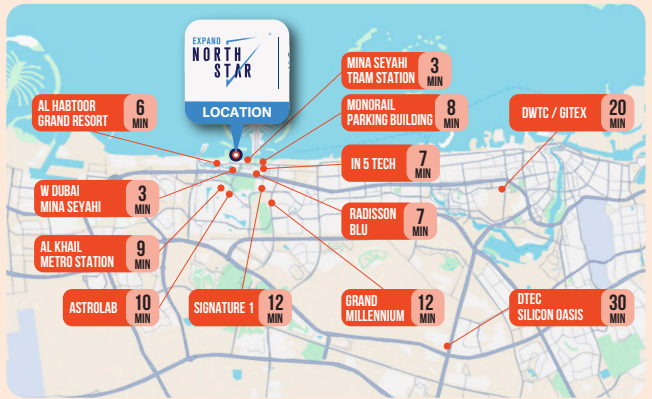 EXPAND
NORTH
STAR
LOCATION
MINA SEYAHI
TRAM STATION
3
MIN
AL HABTOOR
GRAND RESORT
6
MIN
MONORAIL
PARKING BUILDING
8
MIN
DWTC / GITEX
20
MIN
IN 5 TECH
7
MIN
W DUBAI
MINA SEYAHI
3
MIN
RADISSON
BLU
7
MIN
AL KHAIL
METRO STATION
9
MIN
ASTROLAB
10
MIN
SIGNATURE 1
12
MIN
GRAND
MILLENNIUM
12
MIN
DTEC
SILICON OASIS
30
MIN